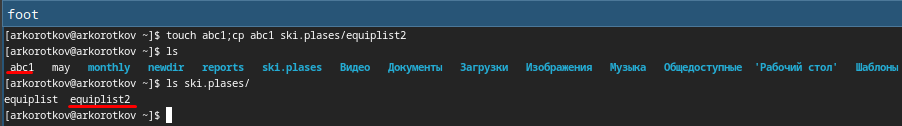 foot
[arkorotkov@arkorotkov ~]$ touch abc1;cp abc1 ski.plases/equiplist2
[arkorotkov@arkorotkov ~]$ ls
abc1 may monthly newdir reports ski.plases Видео Документы Загрузки Изображения Музыка Общедоступные 'Рабочий стол' Шаблоны
[arkorotkov@arkorotkov ~]$ ls ski.plases/
equiplist equiplist2
[arkorotkov@arkorotkov ~]$